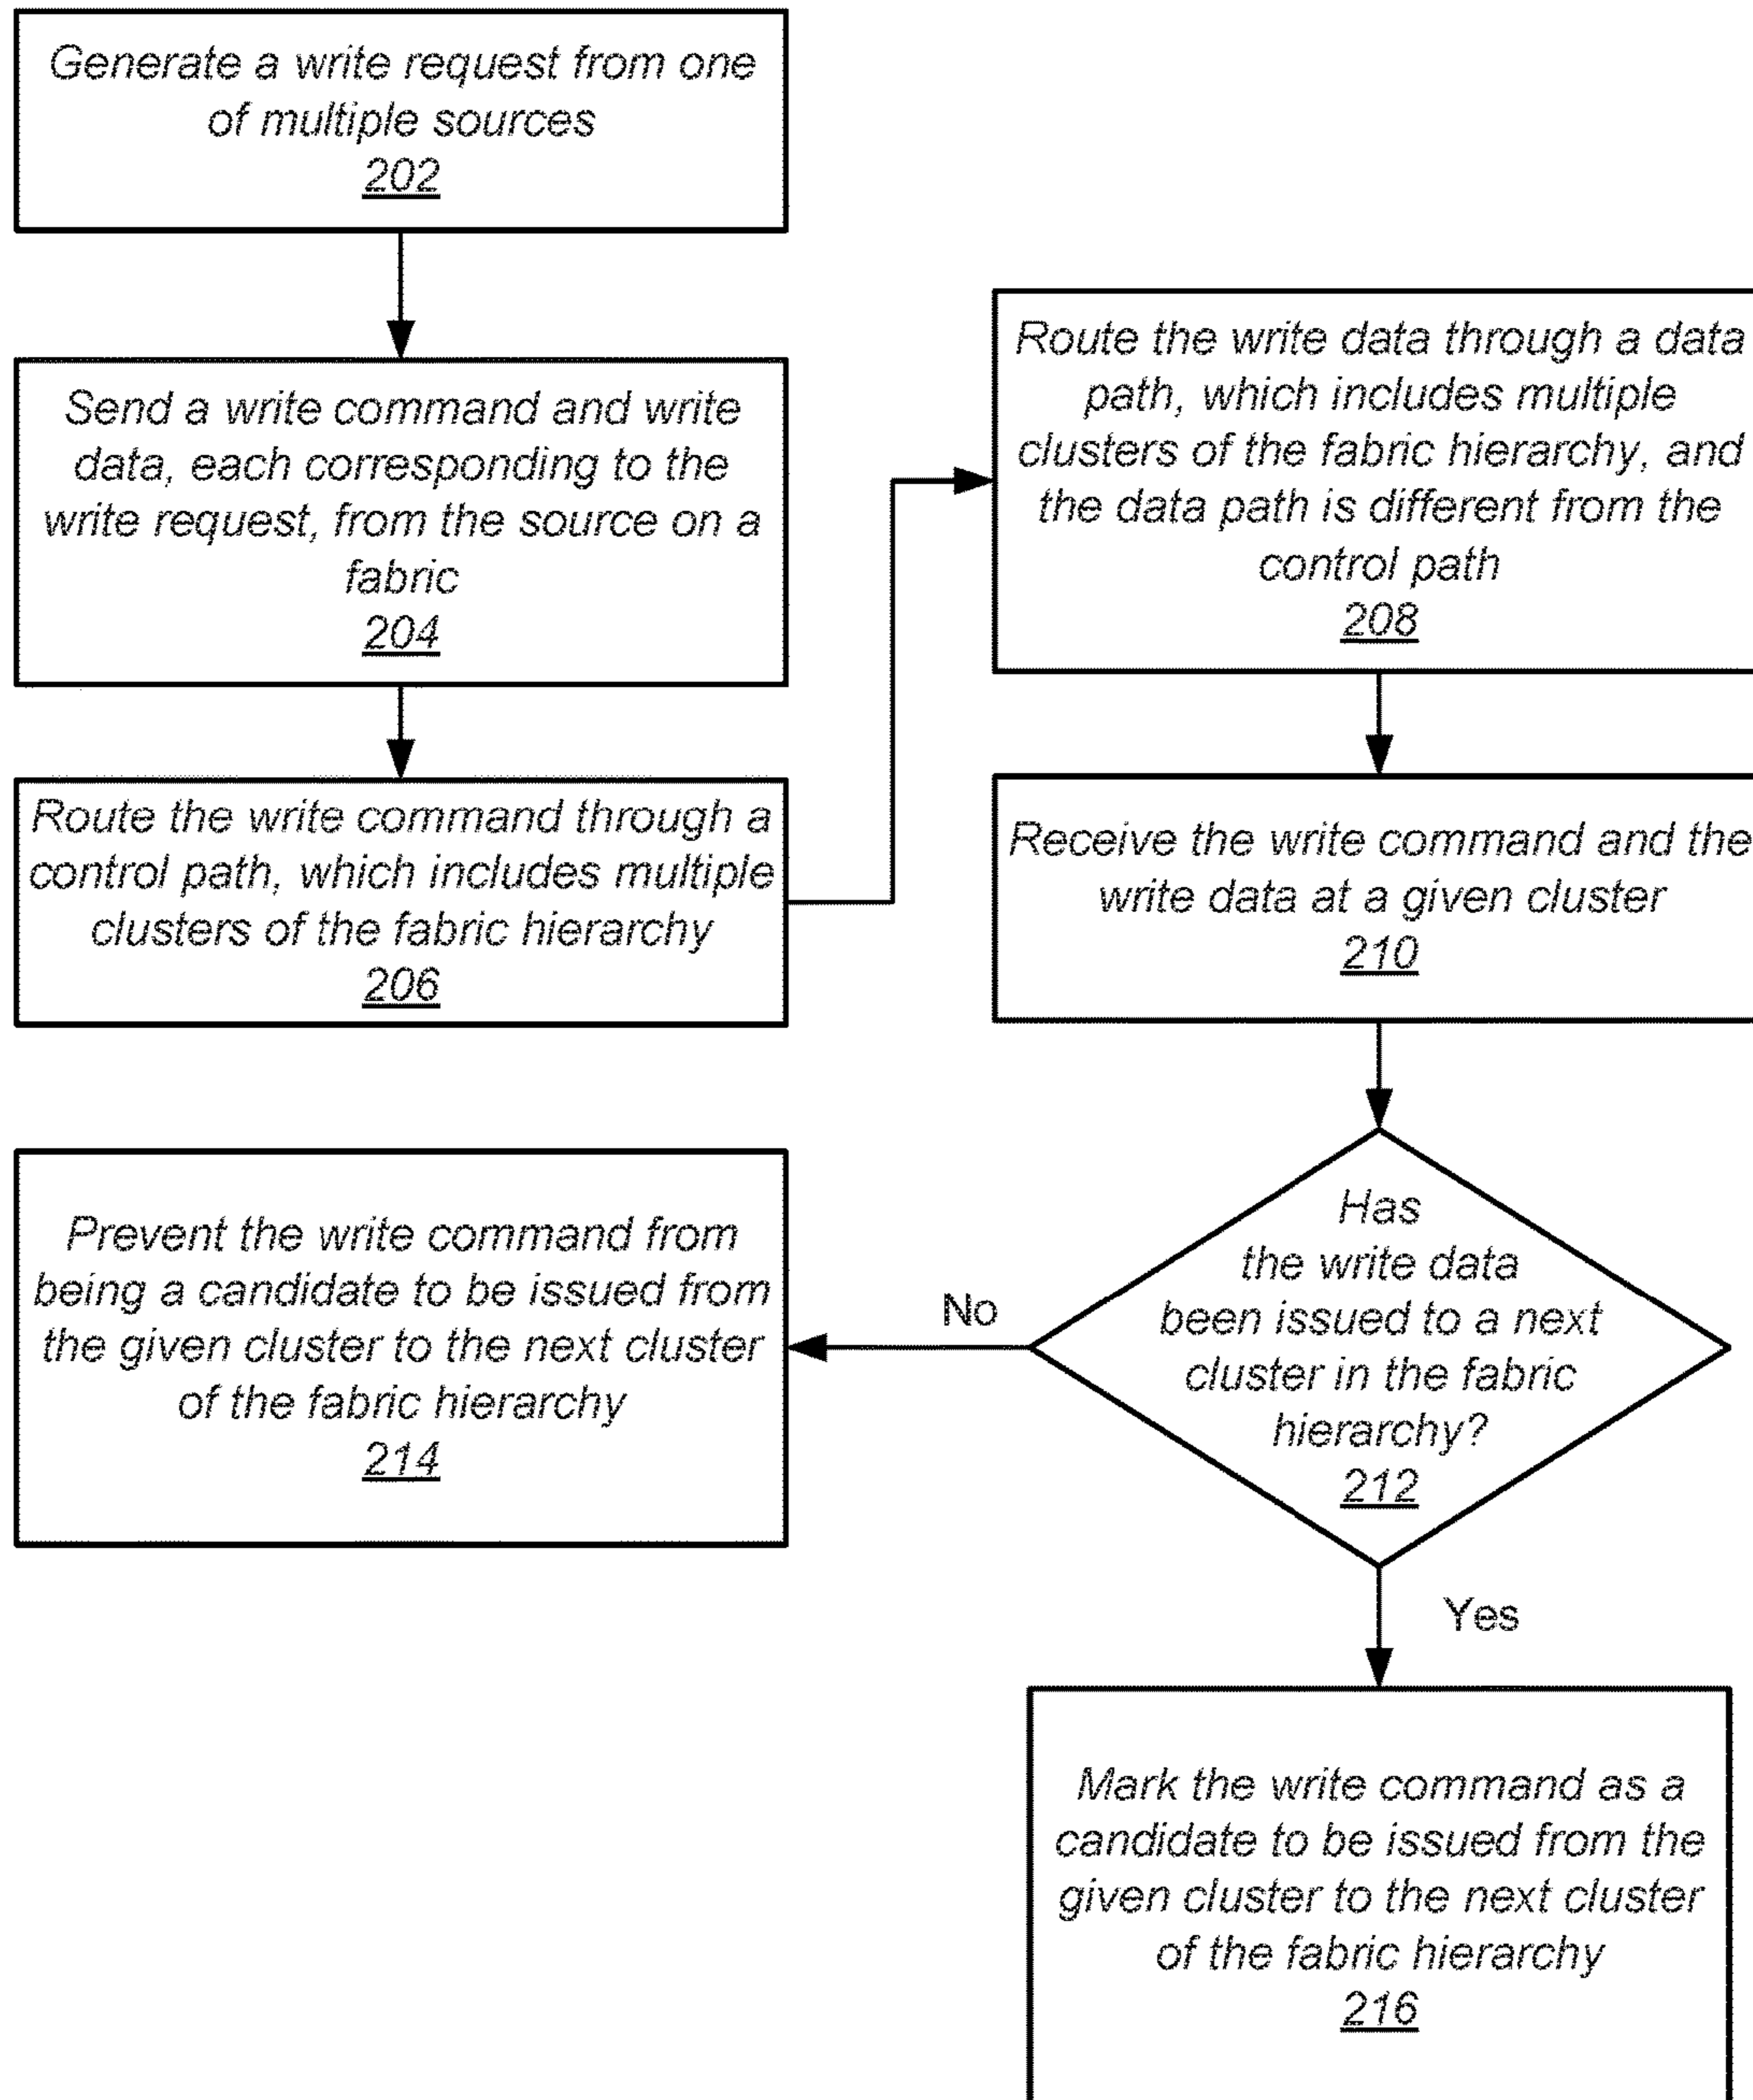 Generate a write request from one
of multiple sources
202
Send a write command and write
data, each corresponding to the
write request, from the source on a
fabric
204
Route the write command through a
control path, which includes multiple
clusters of the fabric hierarchy
206
Route the write data through a data
path, which includes multiple
clusters of the fabric hierarchy, and
the data path is different from the
control path
208
Receive the write command and the
write data at a given cluster
210
Has
the write data
been issued to a next
cluster in the fabric
hierarchy?
212
No
Prevent the write command from
being a candidate to be issued from
the given cluster to the next cluster
of the fabric hierarchy
214
Yes
Mark the write command as a
candidate to be issued from the
given cluster to the next cluster
of the fabric hierarchy
216